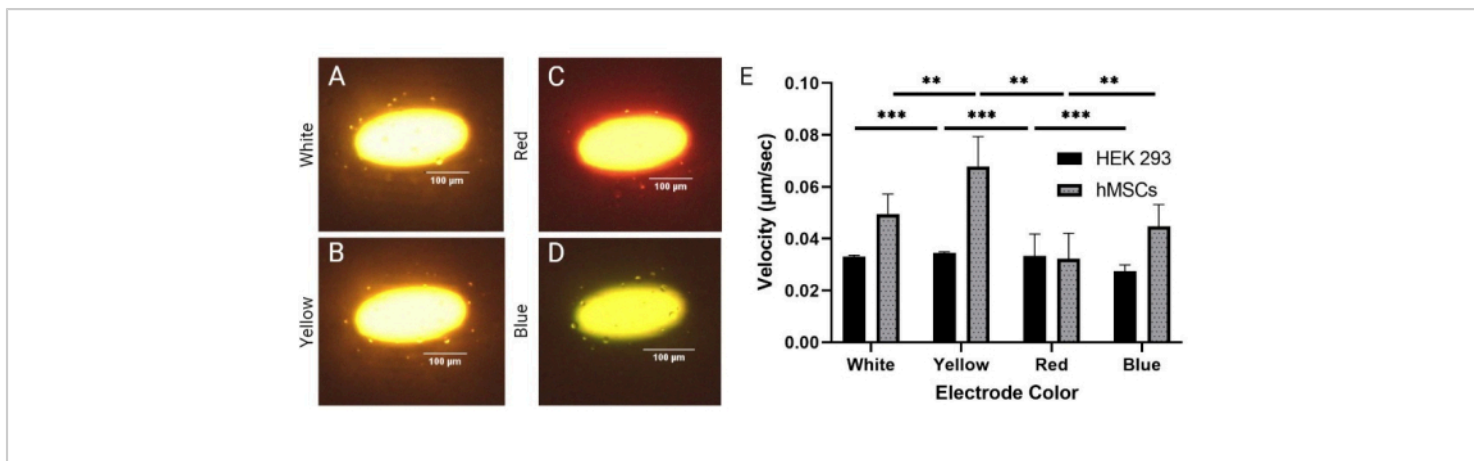 A
White
100 µm
B
Yellow
100 µm
C
Red
100 µm
D
Blue
100 µm
E
Velocity (µm/sec)
0.10
0.08
0.06
0.04
0.02
0.00
** ** **
*** *** ***
HEK 293
hMSCs
White Yellow Red Blue
Electrode Color